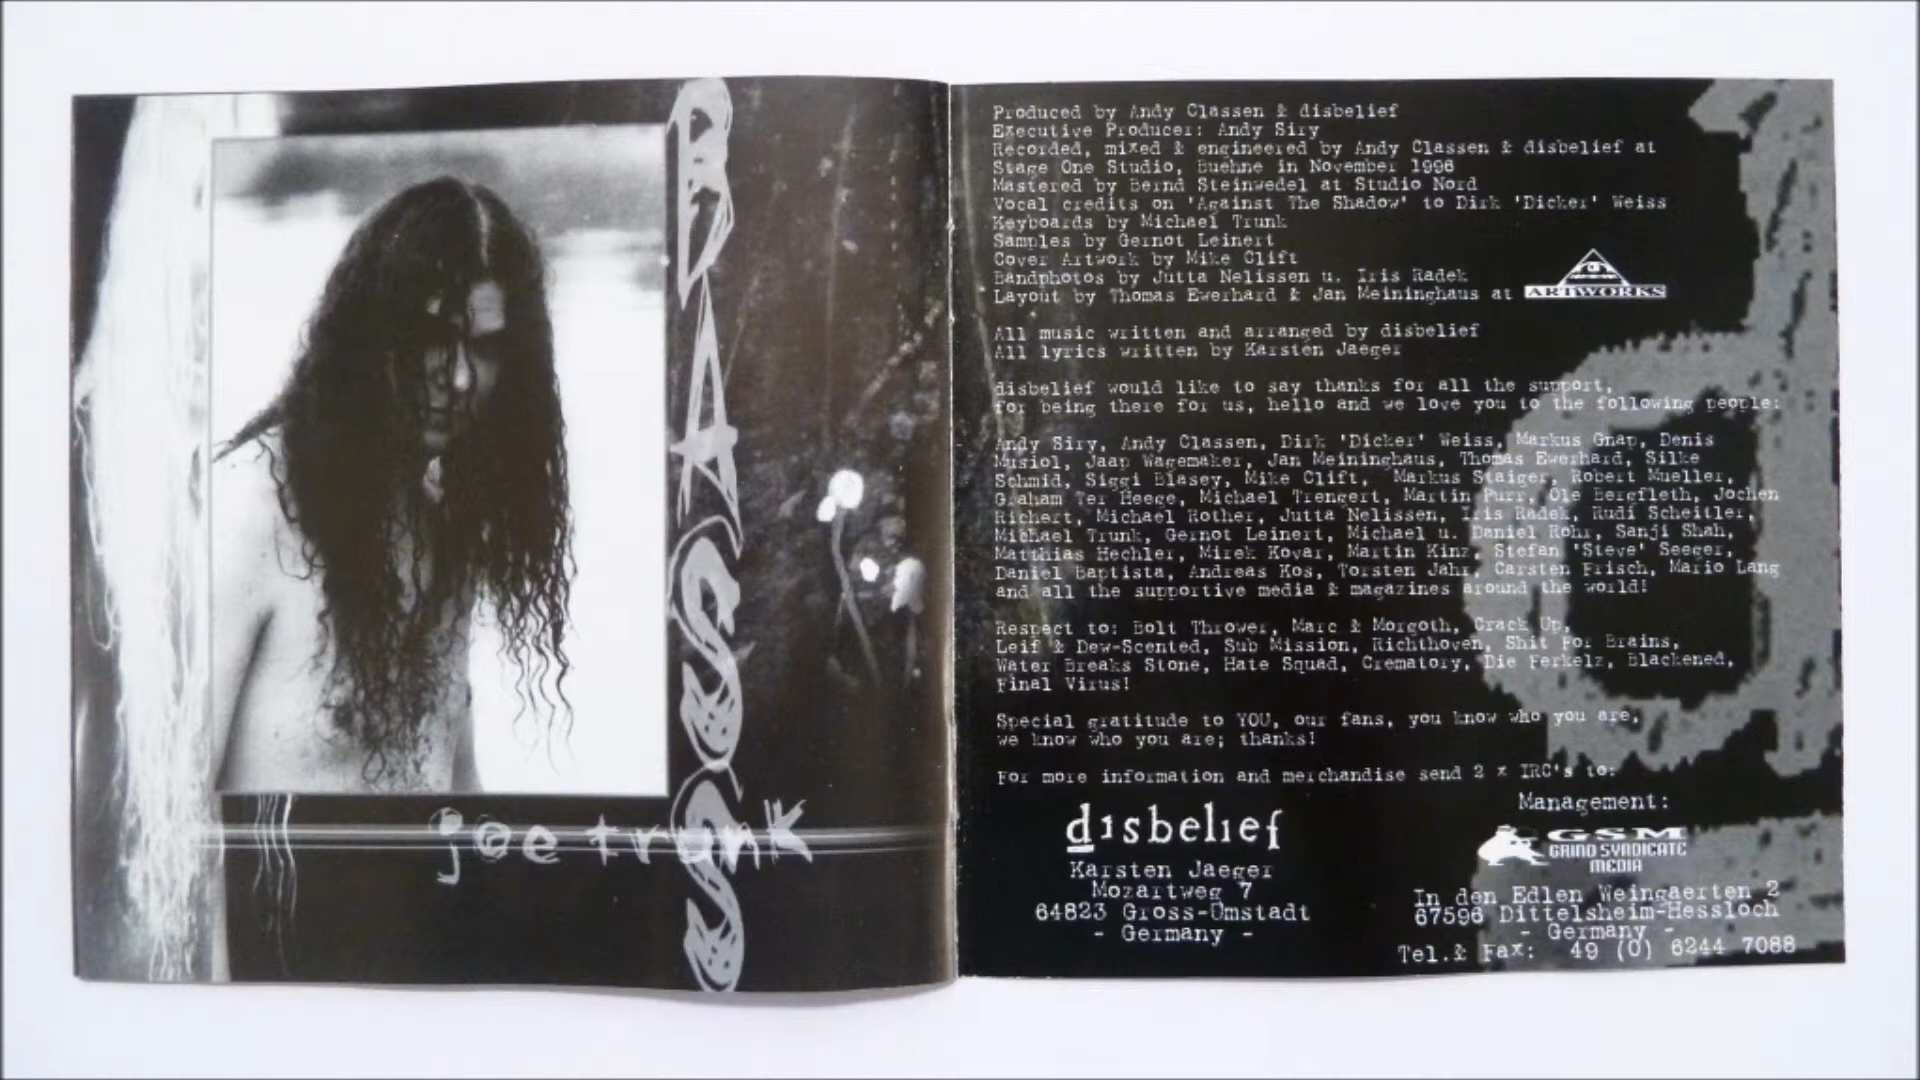 BASSS
joe trunk
Produced by Andy Classen & disbelief
Executive Producer: Andy Siry
Recorded, mixed & engineered by Andy Classen & disbelief at
Stage One Studio, Buehne in November 1996
Mastered by Bernd Steinwedel at Studio Nord
Vocal credits on 'Against The Shadow' to Dirk 'Dicker' Weiss
Keyboards by Michael Trunk
Samples by Gernot Leinert
Cover Artwork by Mike Clift
Bandphotos by Jutta Nelissen u. Iris Radek
Layout by Thomas Ewerhard & Jan Meininghaus at
ARTWORKS
All music written and arranged by disbelief
All lyrics written by Karsten Jaeger
disbelief would like to say thanks for all the support,
for being there for us, hello and we love you to the following people:
Andy Siry, Andy Classen, Dirk 'Dicker' Weiss, Markus Gnap, Denis
Musiol, Jaap Wagemaker, Jan Meininghaus, Thomas Ewerhard, Silke
Schmid, Siggi Blasey, Mike Clift, Markus Staiger, Robert Mueller,
Graham Ter Heege, Michael Trengert, Martin Purr, Ole Bergfleth, Jochen
Richert, Michael Rother, Jutta Nelissen, Iris Radek, Rudi Scheitler,
Michael Trunk, Gernot Leinert, Michael u. Daniel Rohr, Sanji Shah,
Matthias Hechler, Mirek Kovar, Martin Kinz, Stefan 'Steve' Seeger,
Daniel Baptista, Andreas Kos, Torsten Jahr, Carsten Frisch, Mario Lang
and all the supportive media & magazines around the world!
Respect to: Bolt Thrower, Marc & Morgoth, Crack Up,
Leif & Dew-Scented, Sub Mission, Richthoven, Shit For Brains,
Water Breaks Stone, Hate Squad, Crematory, Die Ferkelz, Blackened,
Final Virus!
Special gratitude to YOU, our fans, you know who you are,
we know who you are; thanks!
For more information and merchandise send 2 x IRC's to:
disbelief
Karsten Jaeger
Mozartweg 7
64823 Gross-Umstadt
- Germany -
Management:
GSM
GRIND SYNDICATE
MEDIA
In den Edlen Weingaerten 2
67596 Dittelsheim-Hessloch
- Germany -
Tel.& Fax: 49 (0) 6244 7088